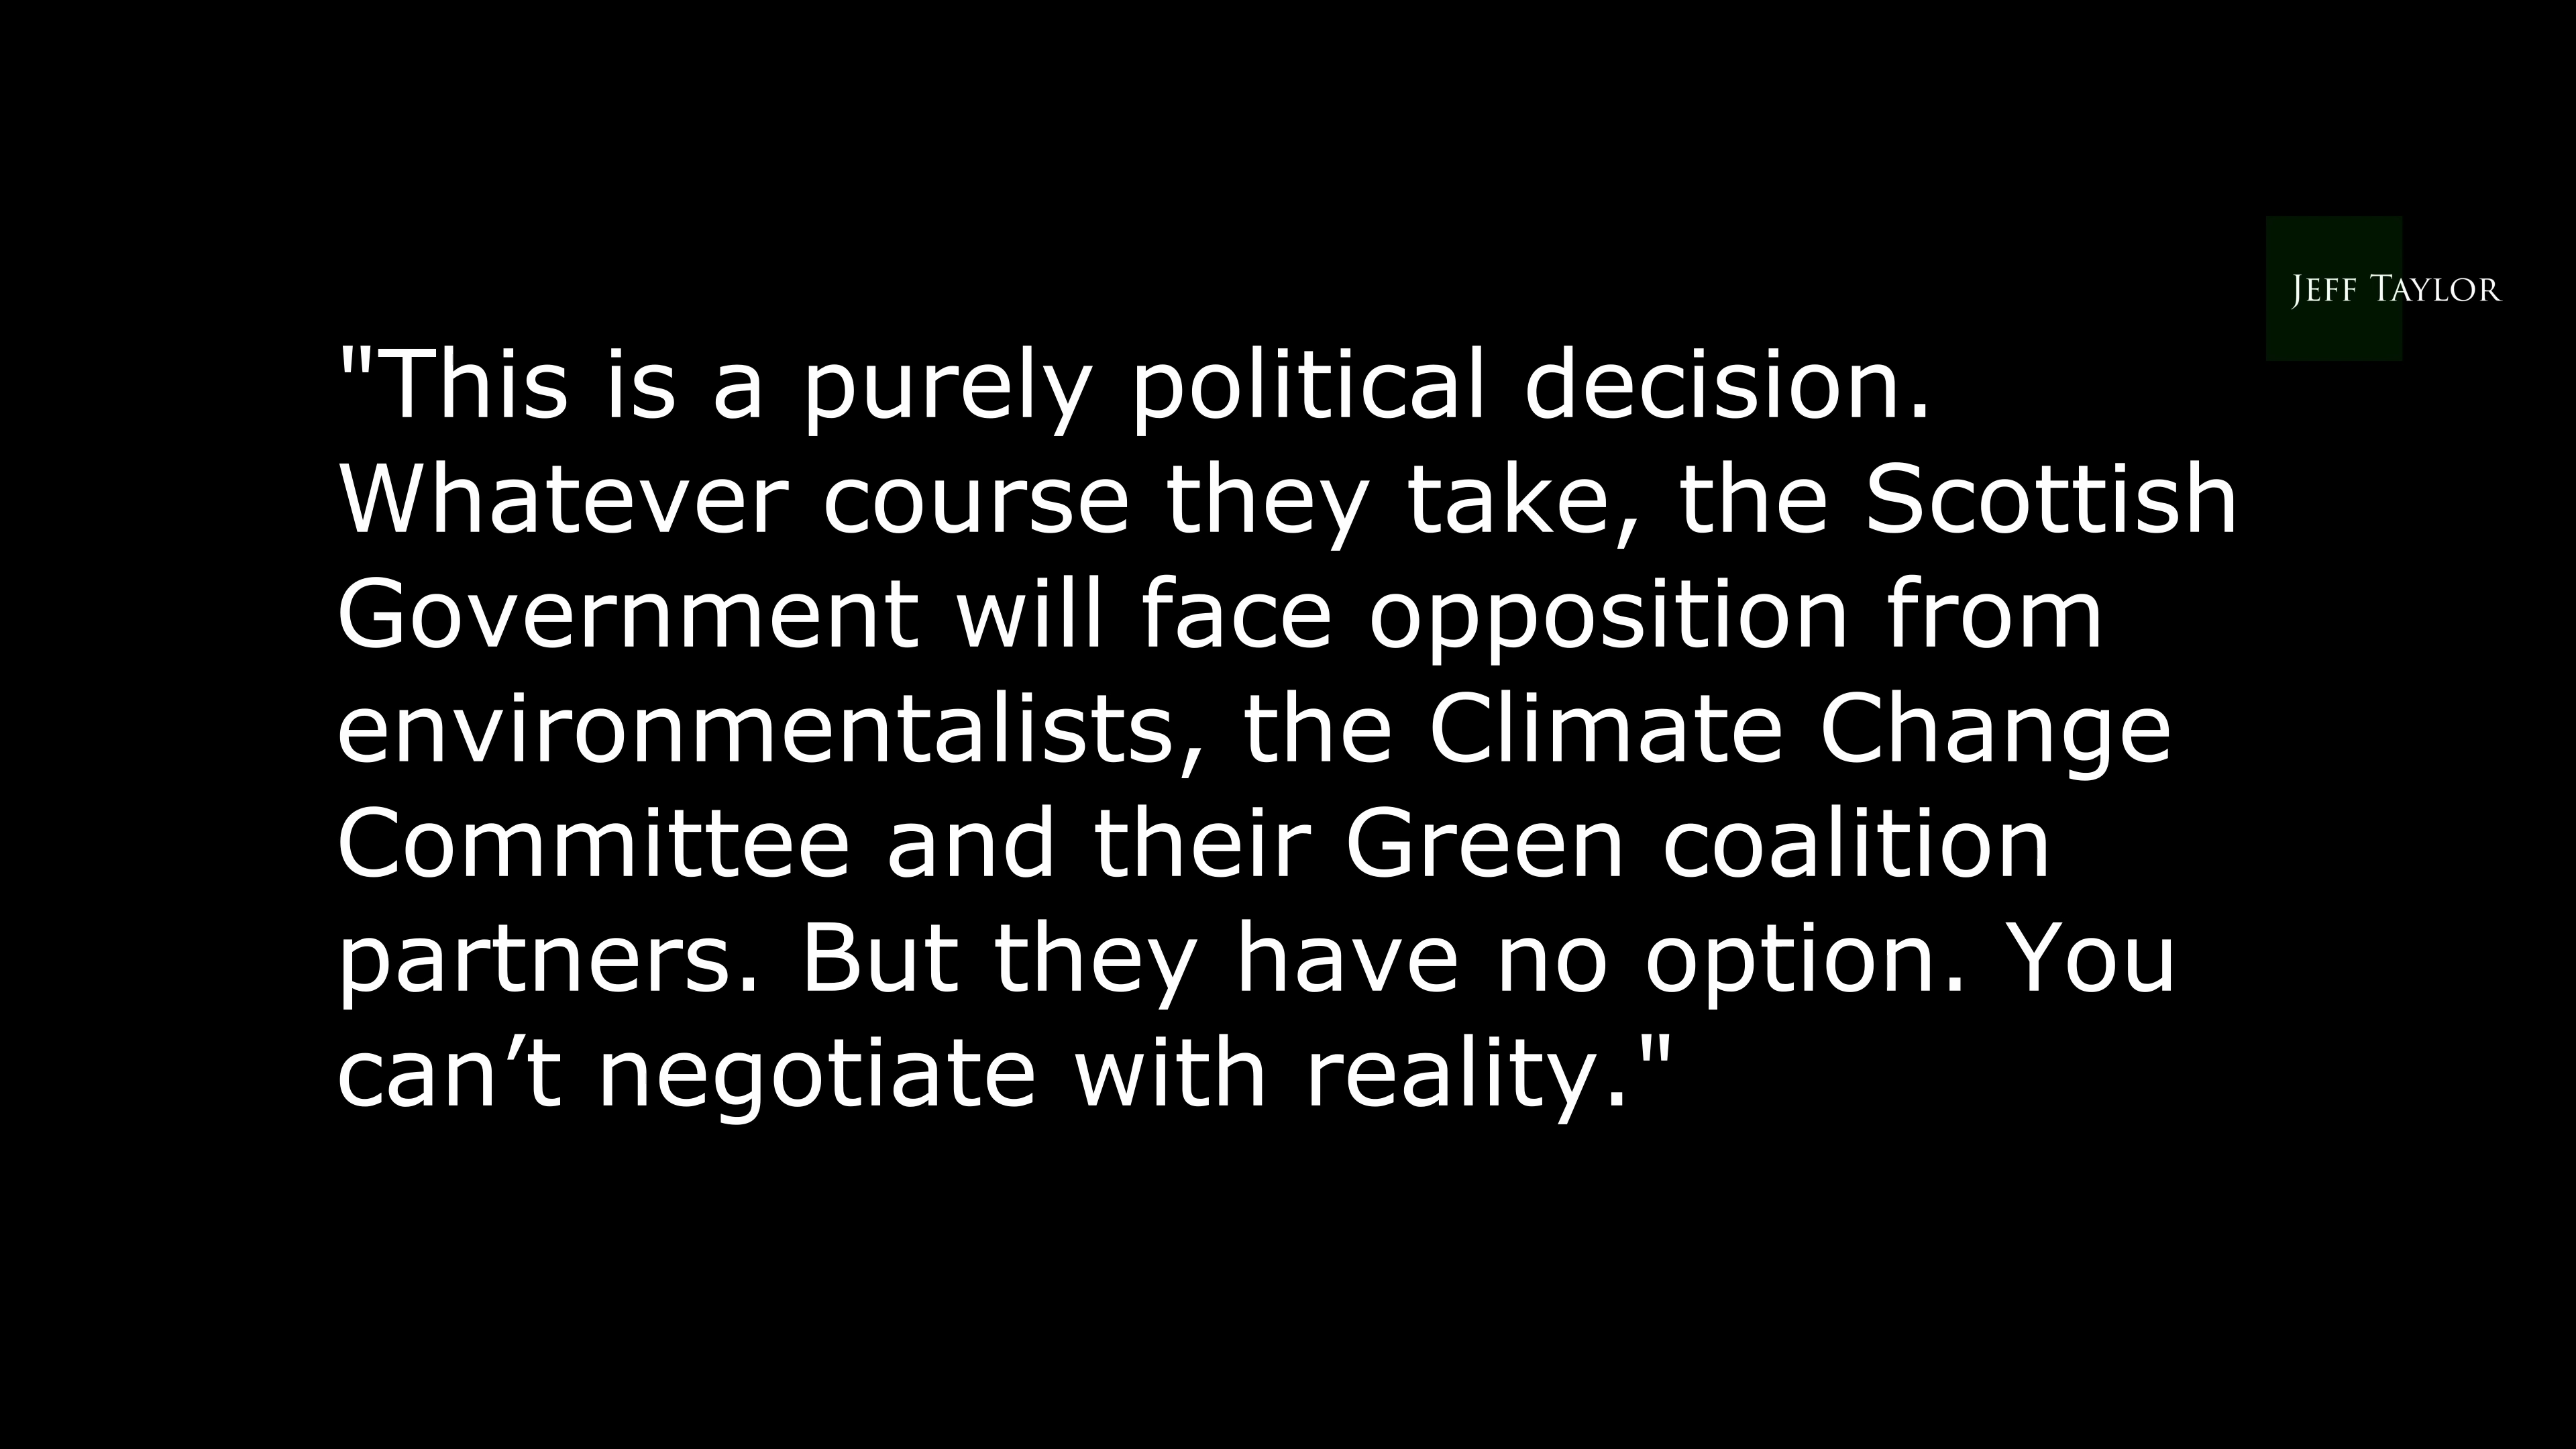 JEFF TAYLOR
"This is a purely political decision.
Whatever course they take, the Scottish
Government will face opposition from
environmentalists, the Climate Change
Committee and their Green coalition
partners. But they have no option. You
can’t negotiate with reality."